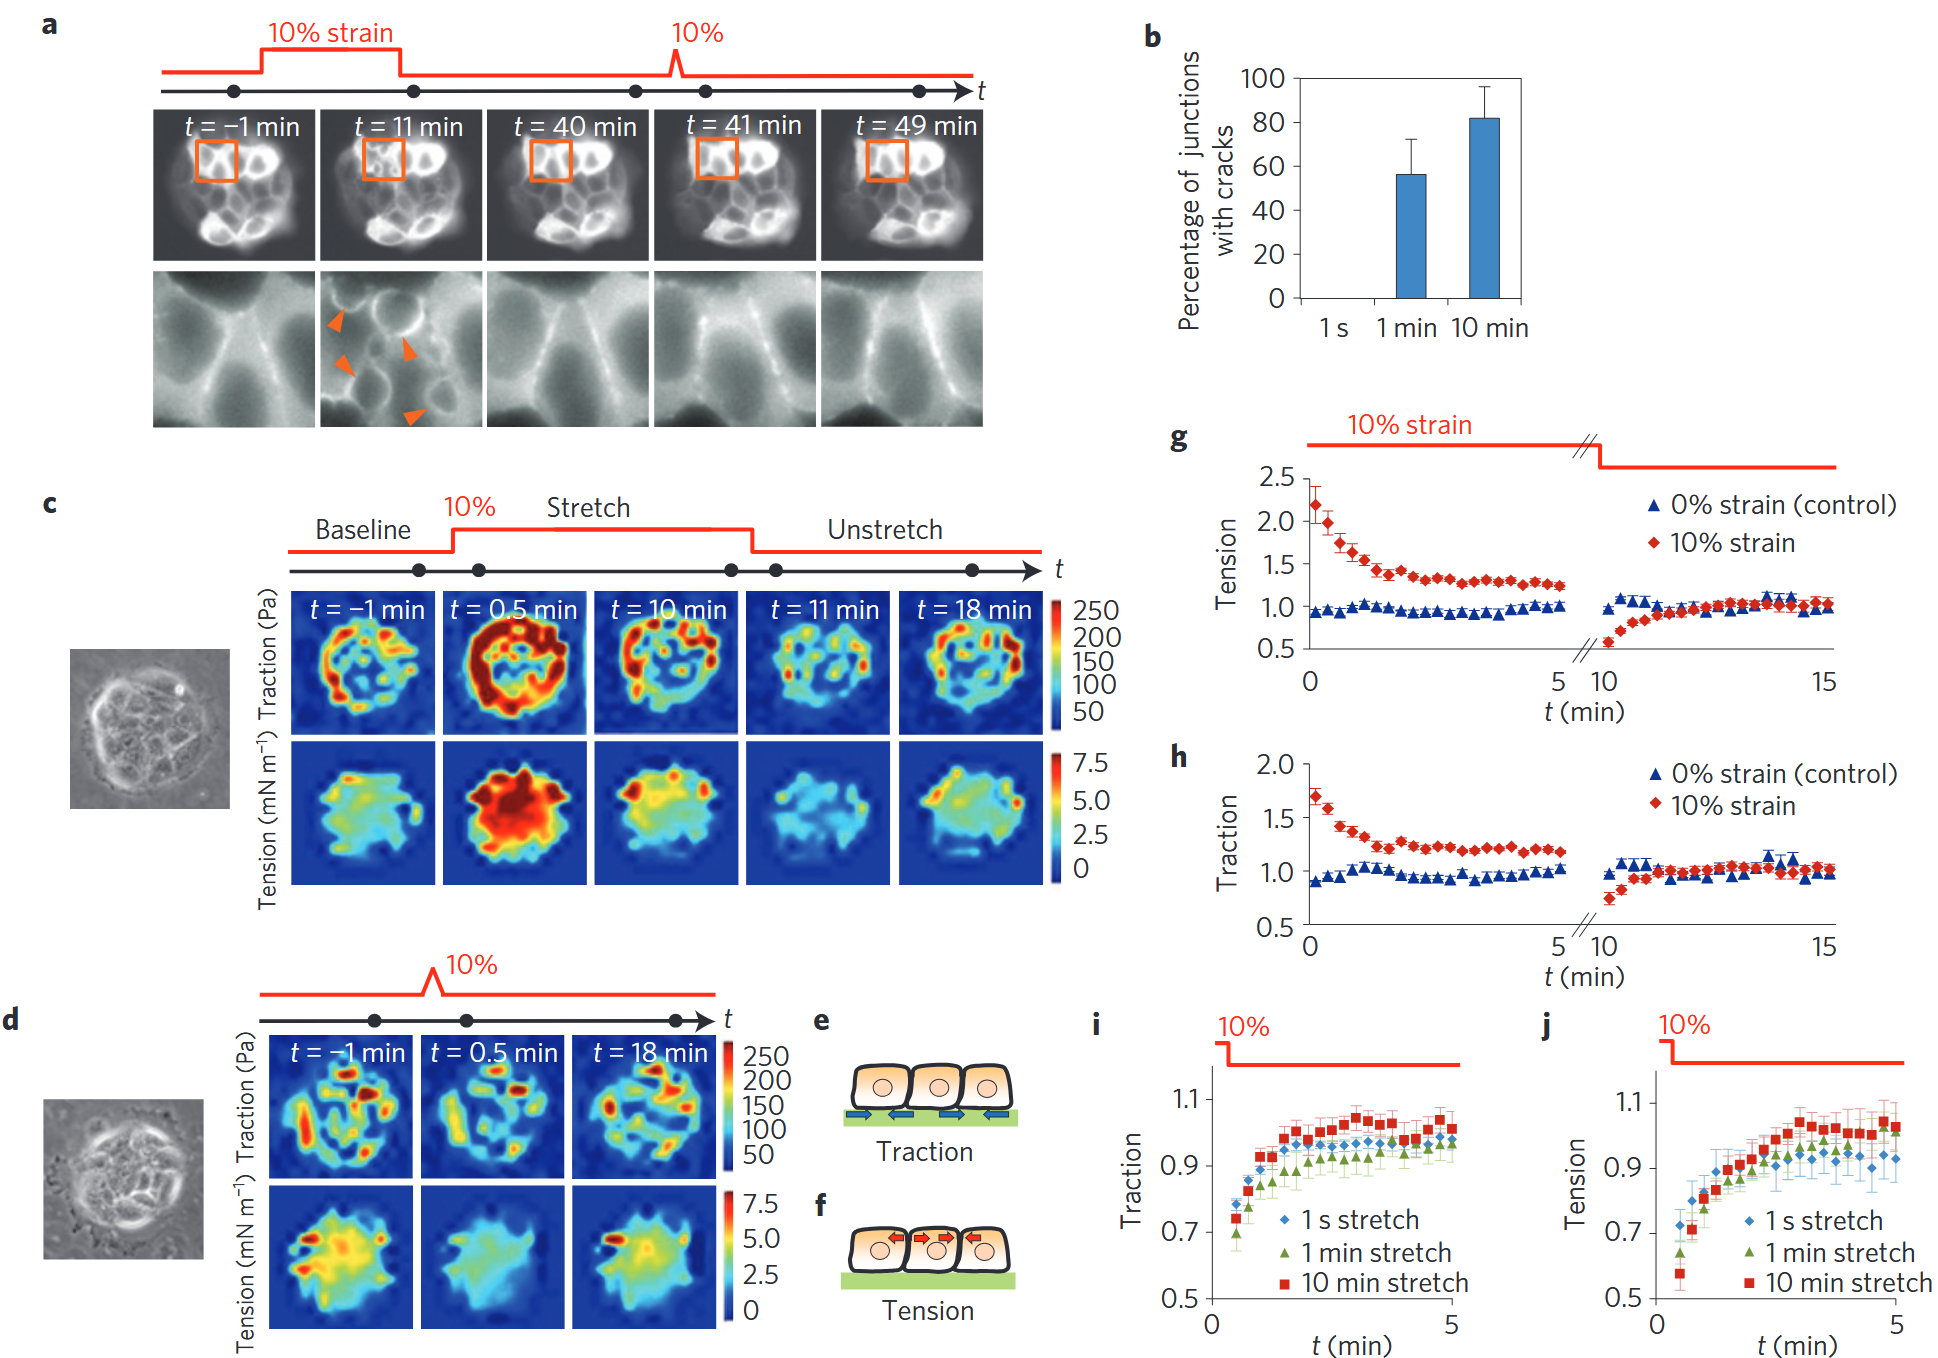 a
10% strain
10%
t
t = −1 min
t = 11 min
t = 40 min
t = 41 min
t = 49 min
b
Percentage of junctions
with cracks
100
80
60
40
20
0
1 s
1 min
10 min
c
Baseline
10%
Stretch
Unstretch
t
Traction (Pa)
t = −1 min
t = 0.5 min
t = 10 min
t = 11 min
t = 18 min
250
200
150
100
50
Tension (mN m⁻¹)
7.5
5.0
2.5
0
d
10%
t
Traction (Pa)
t = −1 min
t = 0.5 min
t = 18 min
250
200
150
100
50
Tension (mN m⁻¹)
7.5
5.0
2.5
0
e
Traction
f
Tension
g
10% strain
Tension
2.5
2.0
1.5
1.0
0.5
0% strain (control)
10% strain
0
5
10
15
t (min)
h
Traction
2.0
1.5
1.0
0.5
0% strain (control)
10% strain
0
5
10
15
t (min)
i
10%
Traction
1.1
0.9
0.7
0.5
1 s stretch
1 min stretch
10 min stretch
0
5
t (min)
j
10%
Tension
1.1
0.9
0.7
0.5
1 s stretch
1 min stretch
10 min stretch
0
5
t (min)